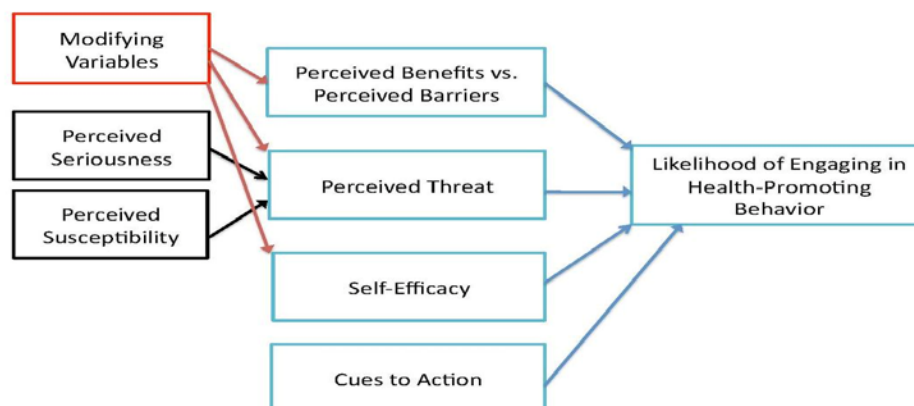 Modifying
Variables
Perceived
Seriousness
Perceived
Susceptibility
Perceived Benefits vs.
Perceived Barriers
Perceived Threat
Self-Efficacy
Cues to Action
Likelihood of Engaging in
Health-Promoting
Behavior